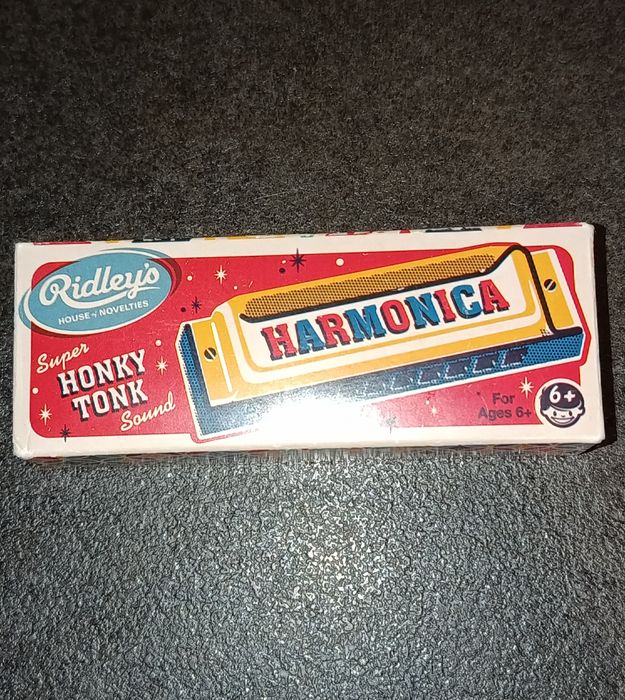 Ridley's
HOUSE of NOVELTIES
Super
HONKY
TONK
Sound
HARMONICA
For
Ages 6+
6+